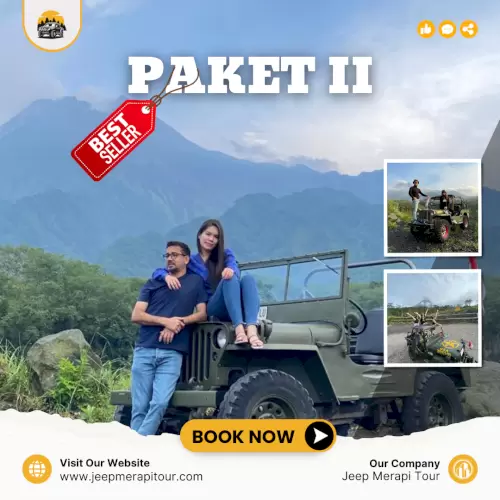 PAKET II
BEST
SELLER
BOOK NOW
Visit Our Website
www.jeepmerapitour.com
Our Company
Jeep Merapi Tour